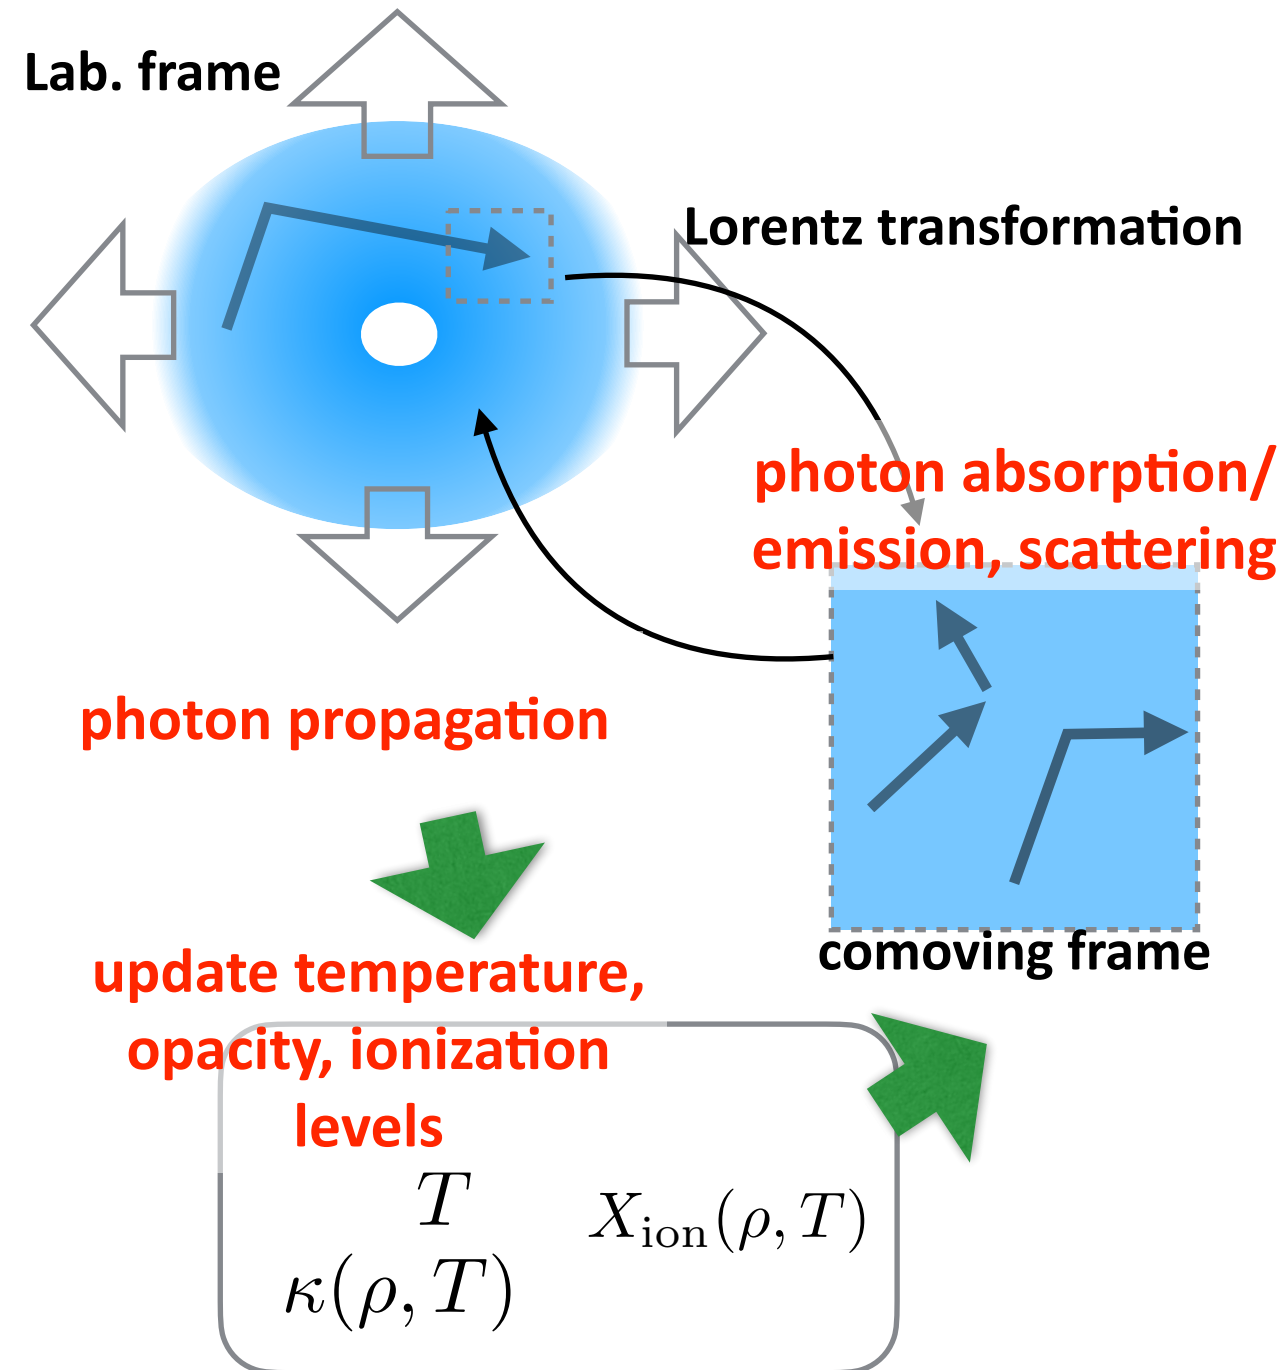 Lab. frame
Lorentz transformation
photon absorption/
emission, scattering
photon propagation
comoving frame
update temperature,
opacity, ionization
levels
T
X_ion(ρ, T)
κ(ρ, T)